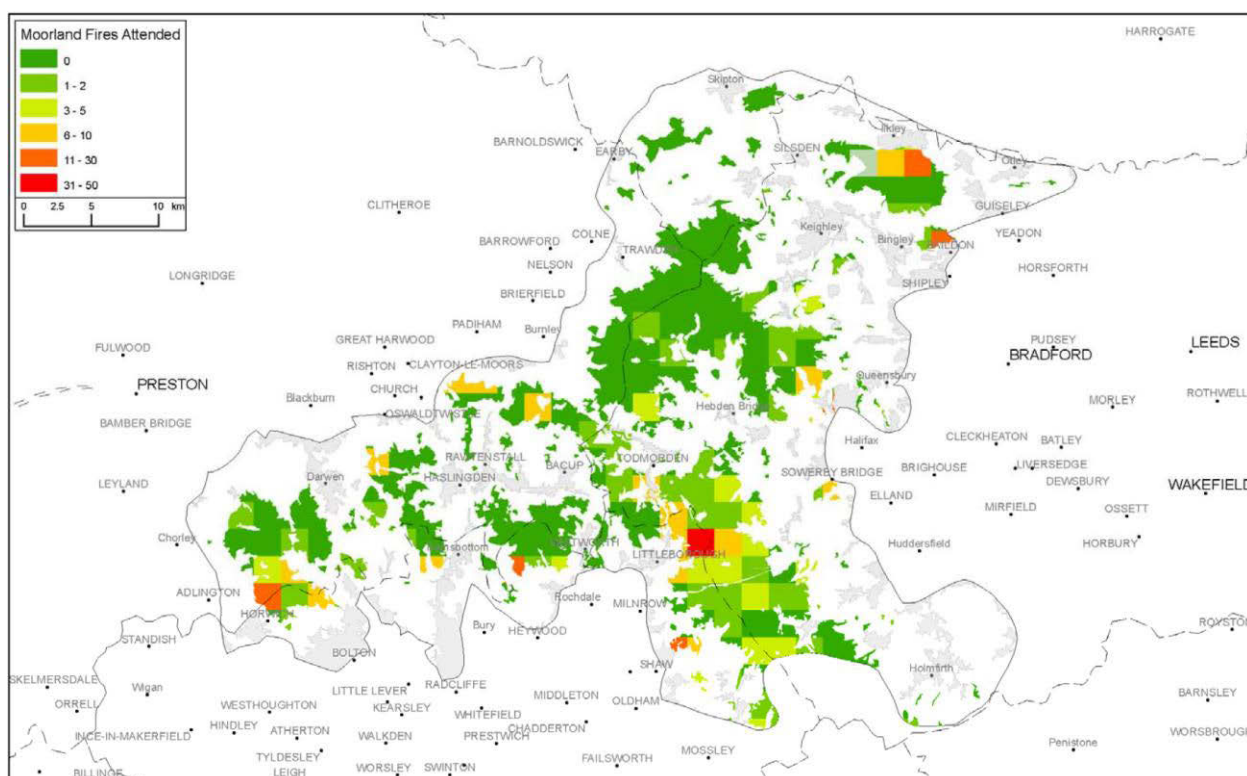 Moorland Fires Attended
0
1 - 2
3 - 5
6 - 10
11 - 30
31 - 50
0 2.5 5 10 km
HARROGATE
Skipton
BARNOLDSWICK
EARBY
SILSDEN
Ilkley
Otley
CLITHEROE
GUISELEY
COLNE
BARROWFORD
Keighley
Bingley
YEADON
BAILDON
NELSON
LONGRIDGE
HORSFORTH
SHIPLEY
BRIERFIELD
PADIHAM
Burnley
GREAT HARWOOD
FULWOOD
PUDSEY
LEEDS
BRADFORD
CLAYTON-LE-MOORS
RISHTON
Queensbury
PRESTON
CHURCH
ROTHWELL
Blackburn
MORLEY
Hebden Bridge
OSWALDTWISTLE
BAMBER BRIDGE
Halifax
CLECKHEATON
BATLEY
RAWTENSTALL
BACUP
TODMORDEN
SOWERBY BRIDGE
BRIGHOUSE
LIVERSEDGE
Darwen
HASLINGDEN
DEWSBURY
WAKEFIELD
LEYLAND
ELLAND
MIRFIELD
OSSETT
Chorley
HORBURY
Huddersfield
LITTLEBOROUGH
ADLINGTON
Rochdale
MILNROW
HORWICH
Bury
HEYWOOD
ROYSTON
STANDISH
BOLTON
SHAW
Holmfirth
SKELMERSDALE
Wigan
LITTLE LEVER
RADCLIFFE
MIDDLETON
OLDHAM
BARNSLEY
ORRELL
WESTHOUGHTON
KEARSLEY
WHITEFIELD
CHADDERTON
HINDLEY
INCE-IN-MAKERFIELD
ATHERTON
WALKDEN
PRESTWICH
WORSBROUGH
TYLDESLEY
MOSSLEY
Penistone
FAILSWORTH
LEIGH
WORSLEY
SWINTON